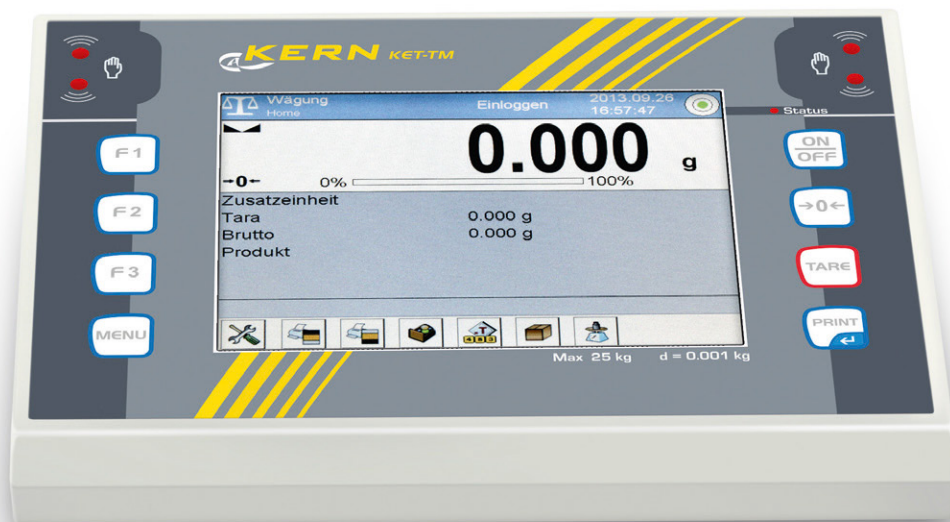 KERN KET-TM
Wägung
Home
Einloggen
2013.09.26
16:57:47
Status
0.000 g
→0←
0%
100%
Zusatzeinheit
Tara 0.000 g
Brutto 0.000 g
Produkt
F1
F2
F3
MENU
ON
OFF
→0←
TARE
PRINT
T
Max 25 kg d = 0.001 kg